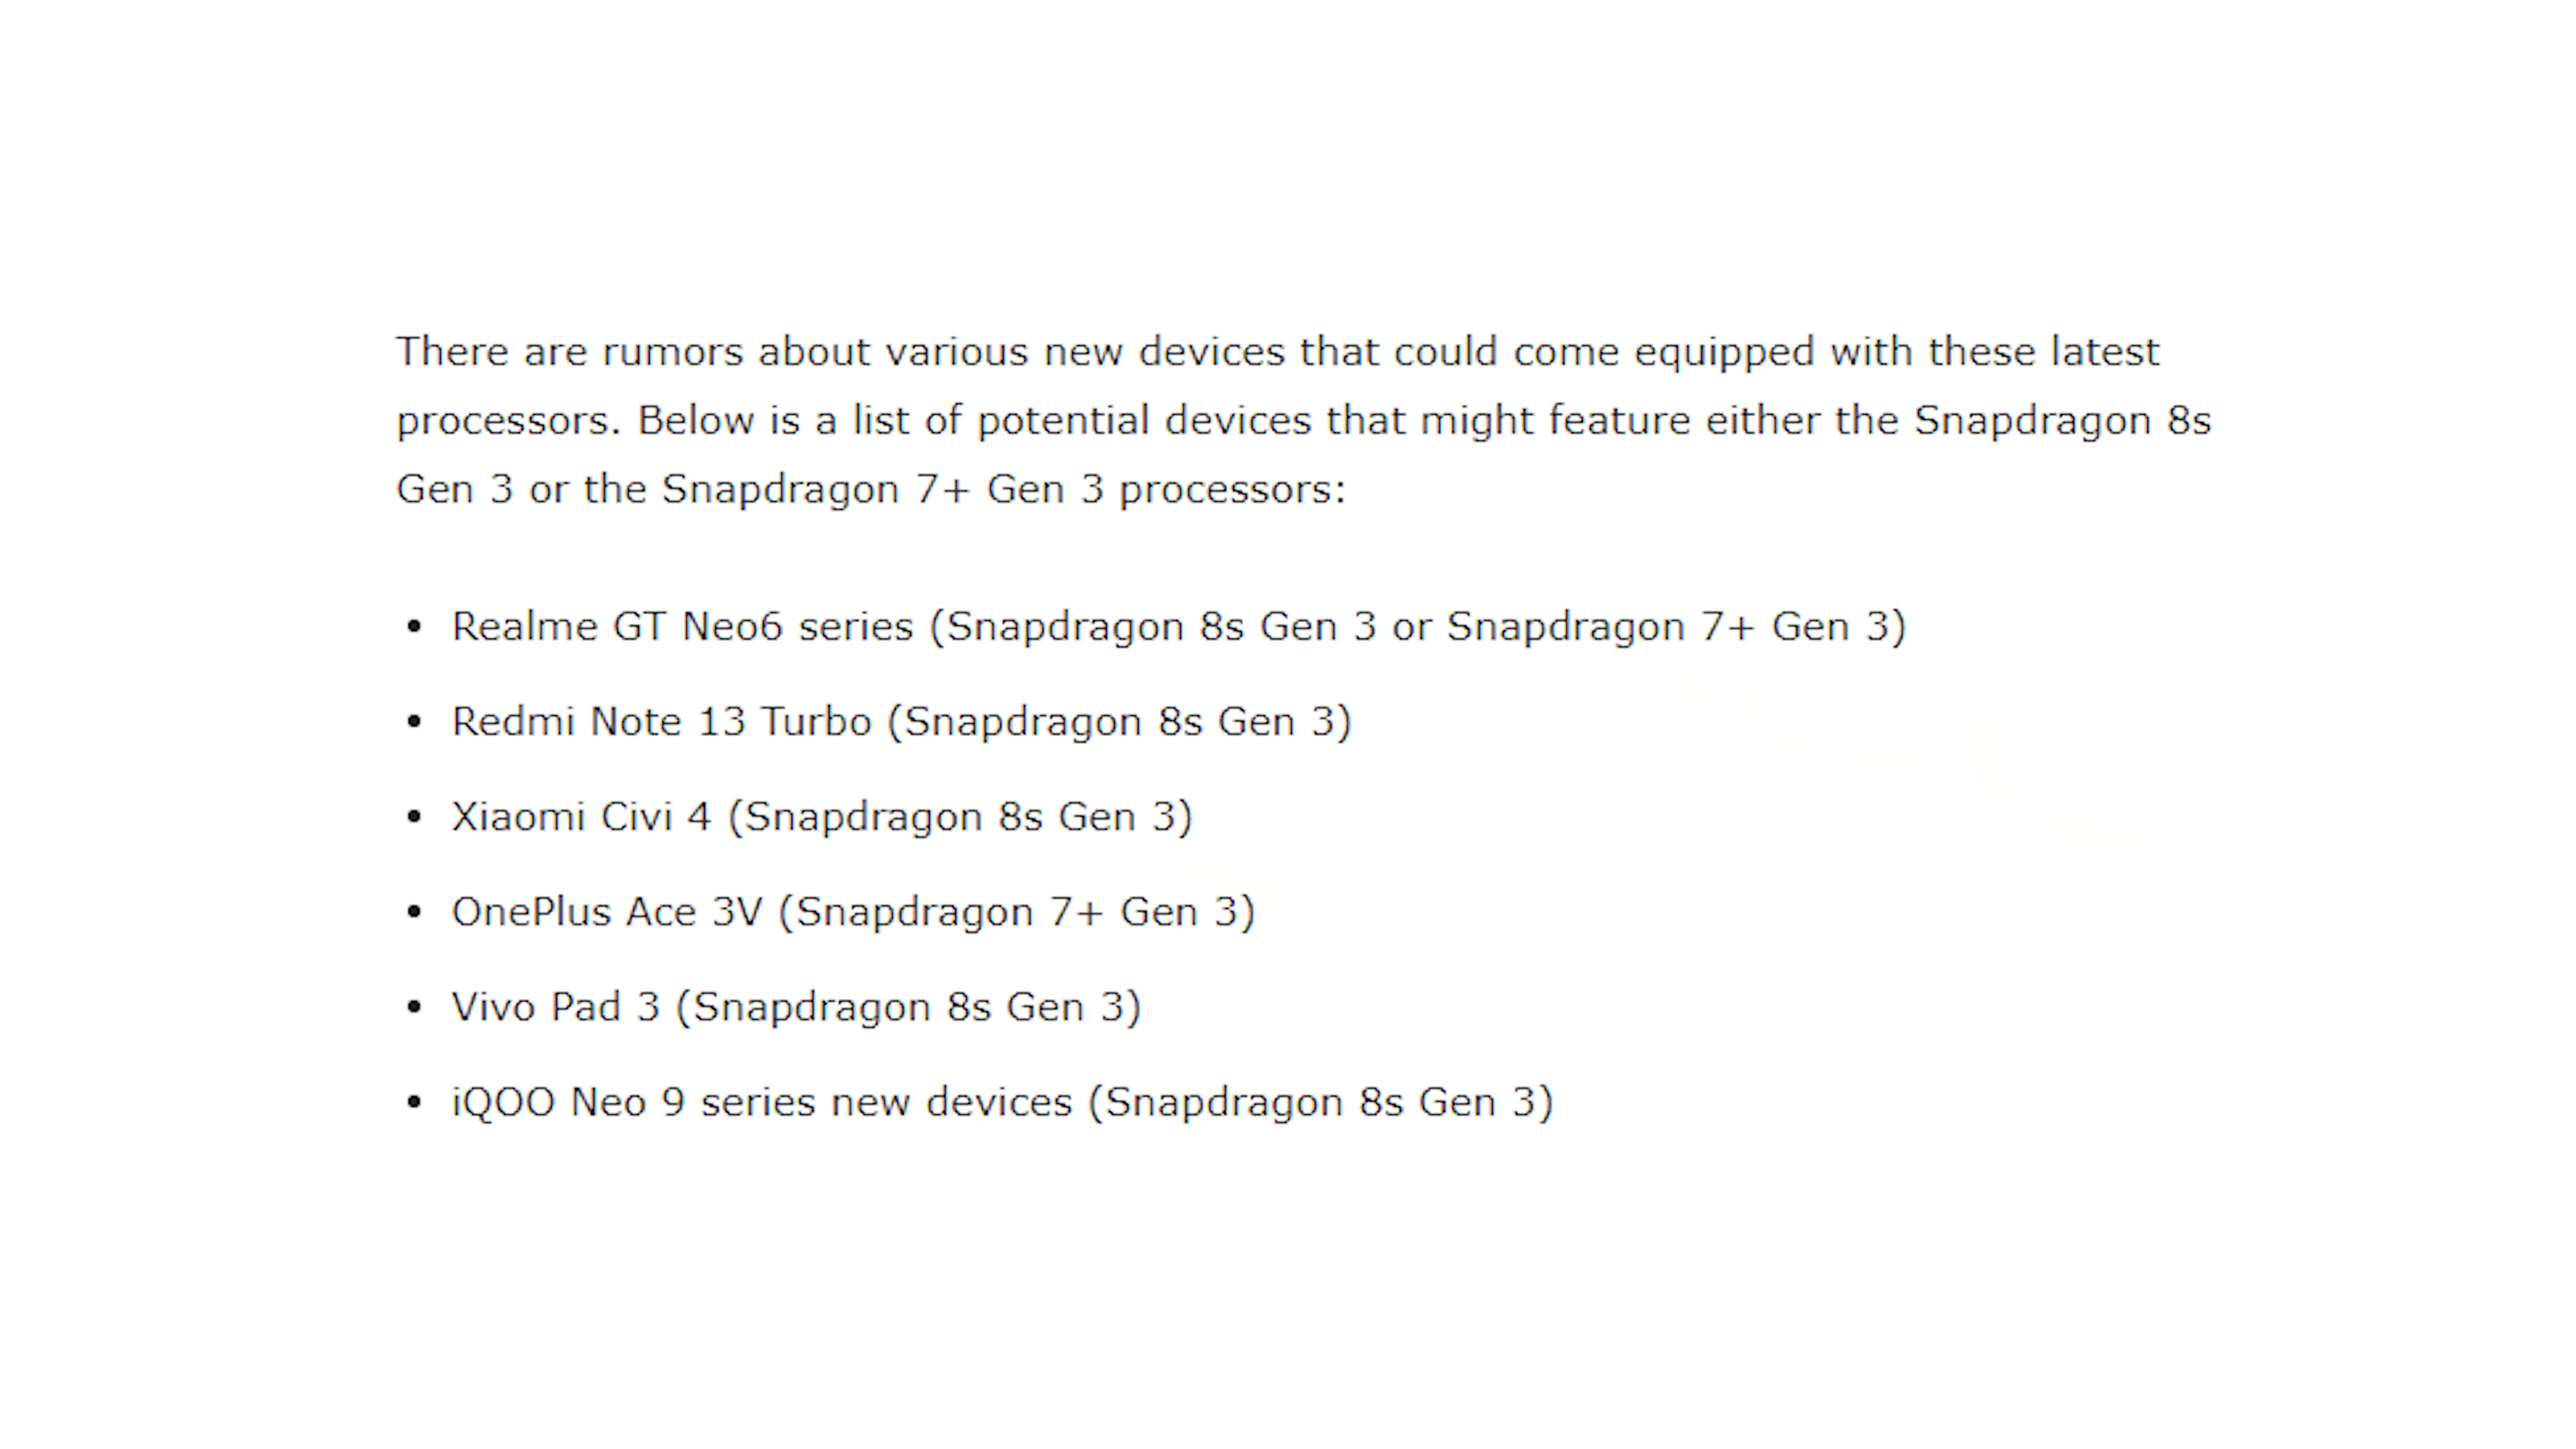 There are rumors about various new devices that could come equipped with these latest
processors. Below is a list of potential devices that might feature either the Snapdragon 8s
Gen 3 or the Snapdragon 7+ Gen 3 processors:
• Realme GT Neo6 series (Snapdragon 8s Gen 3 or Snapdragon 7+ Gen 3)
• Redmi Note 13 Turbo (Snapdragon 8s Gen 3)
• Xiaomi Civi 4 (Snapdragon 8s Gen 3)
• OnePlus Ace 3V (Snapdragon 7+ Gen 3)
• Vivo Pad 3 (Snapdragon 8s Gen 3)
• iQOO Neo 9 series new devices (Snapdragon 8s Gen 3)